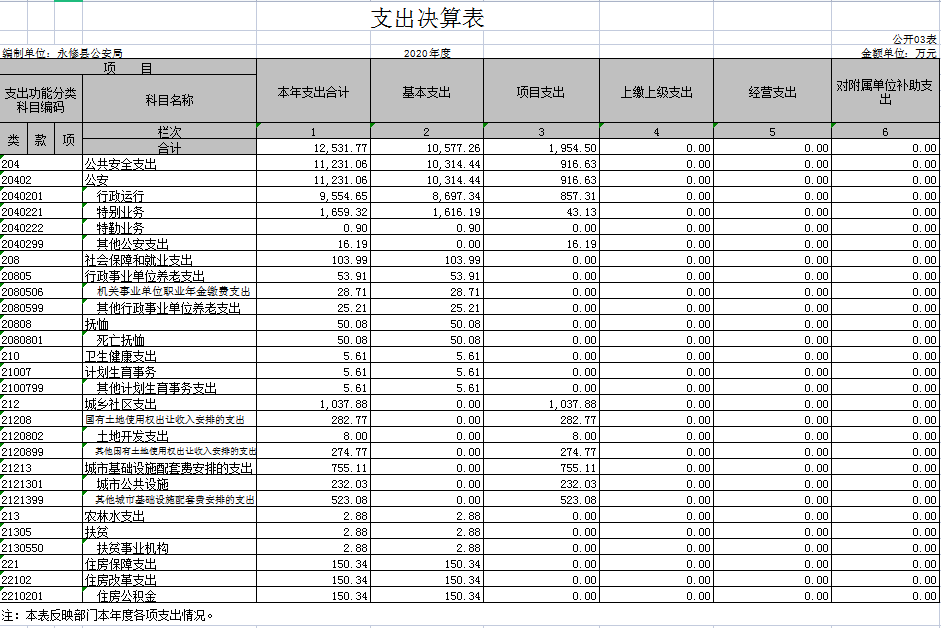 支出决算表
公开03表
编制单位：永修县公安局 2020年度 金额单位：万元
项 目 本年支出合计 基本支出 项目支出 上缴上级支出 经营支出 对附属单位补助支出
支出功能分类科目编码 科目名称
类 款 项 栏次 1 2 3 4 5 6
合计 12,531.77 10,577.26 1,954.50 0.00 0.00 0.00
204 公共安全支出 11,231.06 10,314.44 916.63 0.00 0.00 0.00
20402 公安 11,231.06 10,314.44 916.63 0.00 0.00 0.00
2040201 行政运行 9,554.65 8,697.34 857.31 0.00 0.00 0.00
2040221 特别业务 1,659.32 1,616.19 43.13 0.00 0.00 0.00
2040222 特勤业务 0.90 0.90 0.00 0.00 0.00 0.00
2040299 其他公安支出 16.19 0.00 16.19 0.00 0.00 0.00
208 社会保障和就业支出 103.99 103.99 0.00 0.00 0.00 0.00
20805 行政事业单位养老支出 53.91 53.91 0.00 0.00 0.00 0.00
2080506 机关事业单位职业年金缴费支出 28.71 28.71 0.00 0.00 0.00 0.00
2080599 其他行政事业单位养老支出 25.21 25.21 0.00 0.00 0.00 0.00
20808 抚恤 50.08 50.08 0.00 0.00 0.00 0.00
2080801 死亡抚恤 50.08 50.08 0.00 0.00 0.00 0.00
210 卫生健康支出 5.61 5.61 0.00 0.00 0.00 0.00
21007 计划生育事务 5.61 5.61 0.00 0.00 0.00 0.00
2100799 其他计划生育事务支出 5.61 5.61 0.00 0.00 0.00 0.00
212 城乡社区支出 1,037.88 0.00 1,037.88 0.00 0.00 0.00
21208 国有土地使用权出让收入安排的支出 282.77 0.00 282.77 0.00 0.00 0.00
2120802 土地开发支出 8.00 0.00 8.00 0.00 0.00 0.00
2120899 其他国有土地使用权出让收入安排的支出 274.77 0.00 274.77 0.00 0.00 0.00
21213 城市基础设施配套费安排的支出 755.11 0.00 755.11 0.00 0.00 0.00
2121301 城市公共设施 232.03 0.00 232.03 0.00 0.00 0.00
2121399 其他城市基础设施配套费安排的支出 523.08 0.00 523.08 0.00 0.00 0.00
213 农林水支出 2.88 2.88 0.00 0.00 0.00 0.00
21305 扶贫 2.88 2.88 0.00 0.00 0.00 0.00
2130550 扶贫事业机构 2.88 2.88 0.00 0.00 0.00 0.00
221 住房保障支出 150.34 150.34 0.00 0.00 0.00 0.00
22102 住房改革支出 150.34 150.34 0.00 0.00 0.00 0.00
2210201 住房公积金 150.34 150.34 0.00 0.00 0.00 0.00
注：本表反映部门本年度各项支出情况。